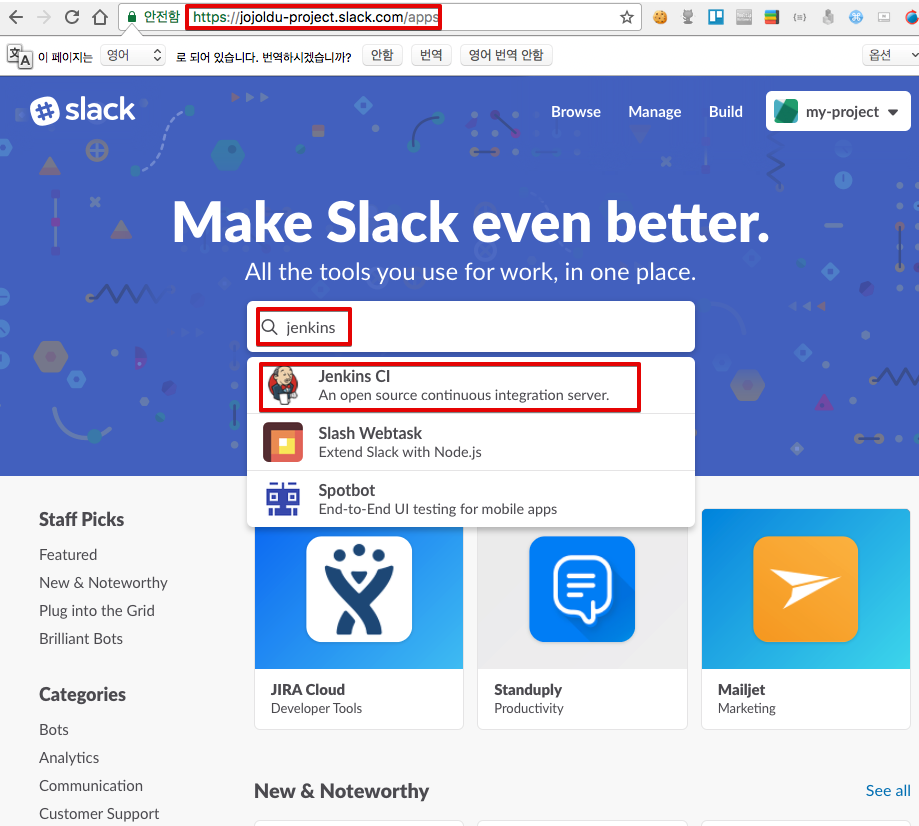 안전함 https://jojoldu-project.slack.com/apps
이 페이지는 영어 로 되어 있습니다. 번역하시겠습니까? 안함 번역 영어 번역 안함 옵션
slack Browse Manage Build my-project
Make Slack even better.
All the tools you use for work, in one place.
jenkins
Jenkins CI
An open source continuous integration server.
Slash Webtask
Extend Slack with Node.js
Spotbot
End-to-End UI testing for mobile apps
Staff Picks
Featured
New & Noteworthy
Plug into the Grid
Brilliant Bots
Categories
Bots
Analytics
Communication
Customer Support
JIRA Cloud
Developer Tools
Standuply
Productivity
Mailjet
Marketing
New & Noteworthy See all